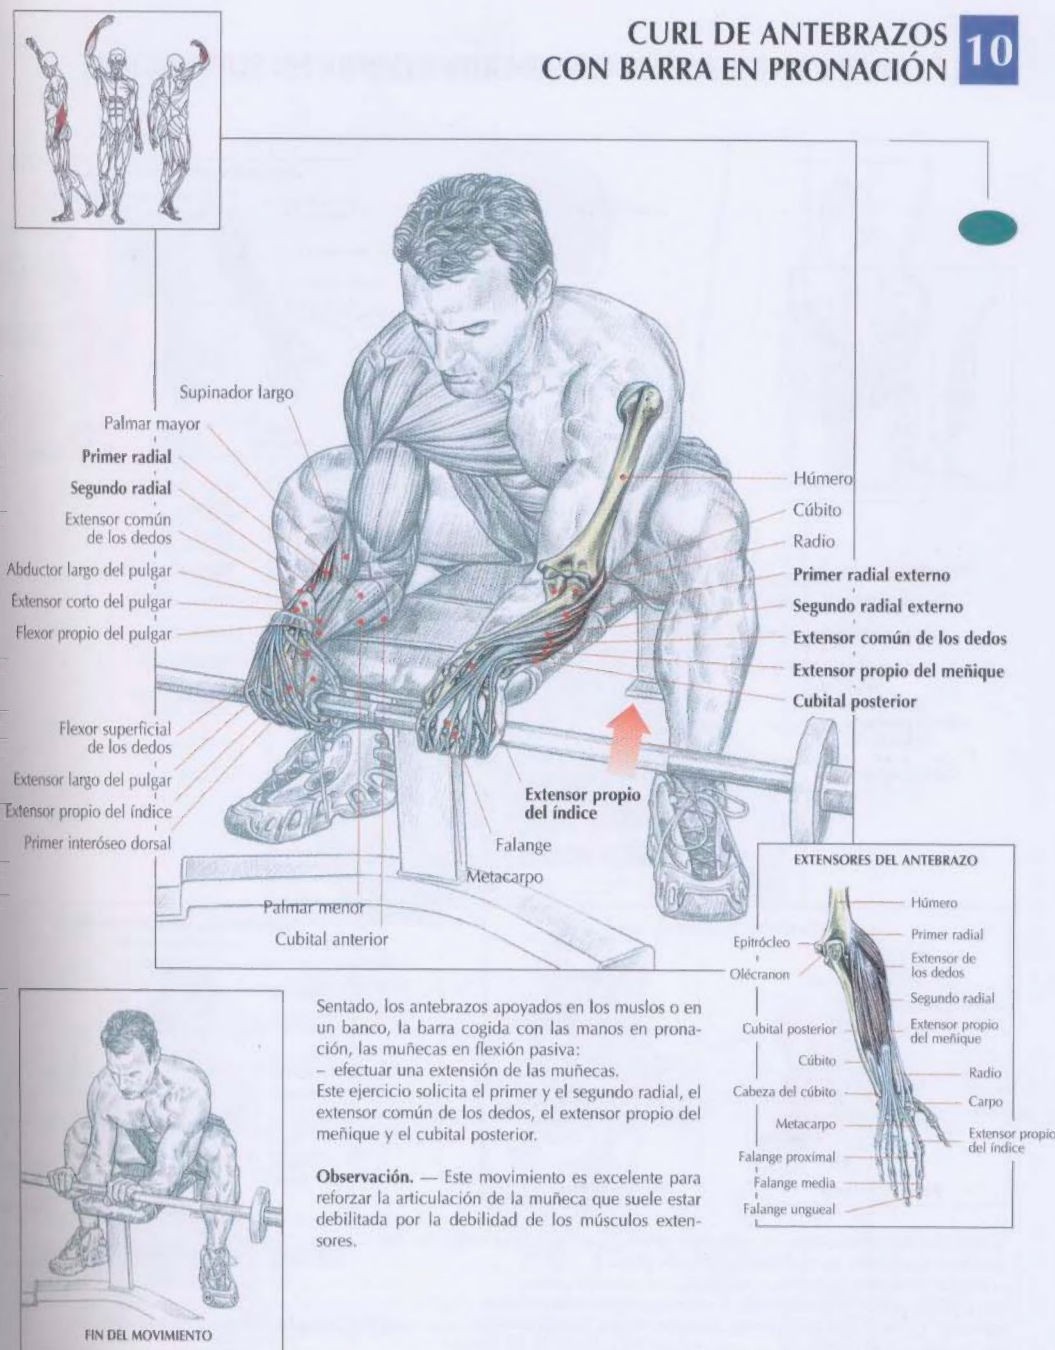 CURL DE ANTEBRAZOS
CON BARRA EN PRONACIÓN
10
Supinador largo
Palmar mayor
Primer radial
Segundo radial
Extensor común
de los dedos
Abductor largo del pulgar
Extensor corto del pulgar
Flexor propio del pulgar
Flexor superficial
de los dedos
Extensor largo del pulgar
Extensor propio del índice
Primer interóseo dorsal
Húmero
Cúbito
Radio
Primer radial externo
Segundo radial externo
Extensor común de los dedos
Extensor propio del meñique
Cubital posterior
Extensor propio
del índice
Falange
Metacarpo
Palmar menor
Cubital anterior
EXTENSORES DEL ANTEBRAZO
Húmero
Primer radial
Extensor de
los dedos
Segundo radial
Extensor propio
del meñique
Radio
Carpo
Extensor propio
del índice
Epitrócleo
Olécranon
Cubital posterior
Cúbito
Cabeza del cúbito
Metacarpo
Falange proximal
Falange media
Falange ungueal
Sentado, los antebrazos apoyados en los muslos o en
un banco, la barra cogida con las manos en prona-
ción, las muñecas en flexión pasiva:
– efectuar una extensión de las muñecas.
Este ejercicio solicita el primer y el segundo radial, el
extensor común de los dedos, el extensor propio del
meñique y el cubital posterior.
Observación. — Este movimiento es excelente para
reforzar la articulación de la muñeca que suele estar
debilitada por la debilidad de los músculos exten-
sores.
FIN DEL MOVIMIENTO